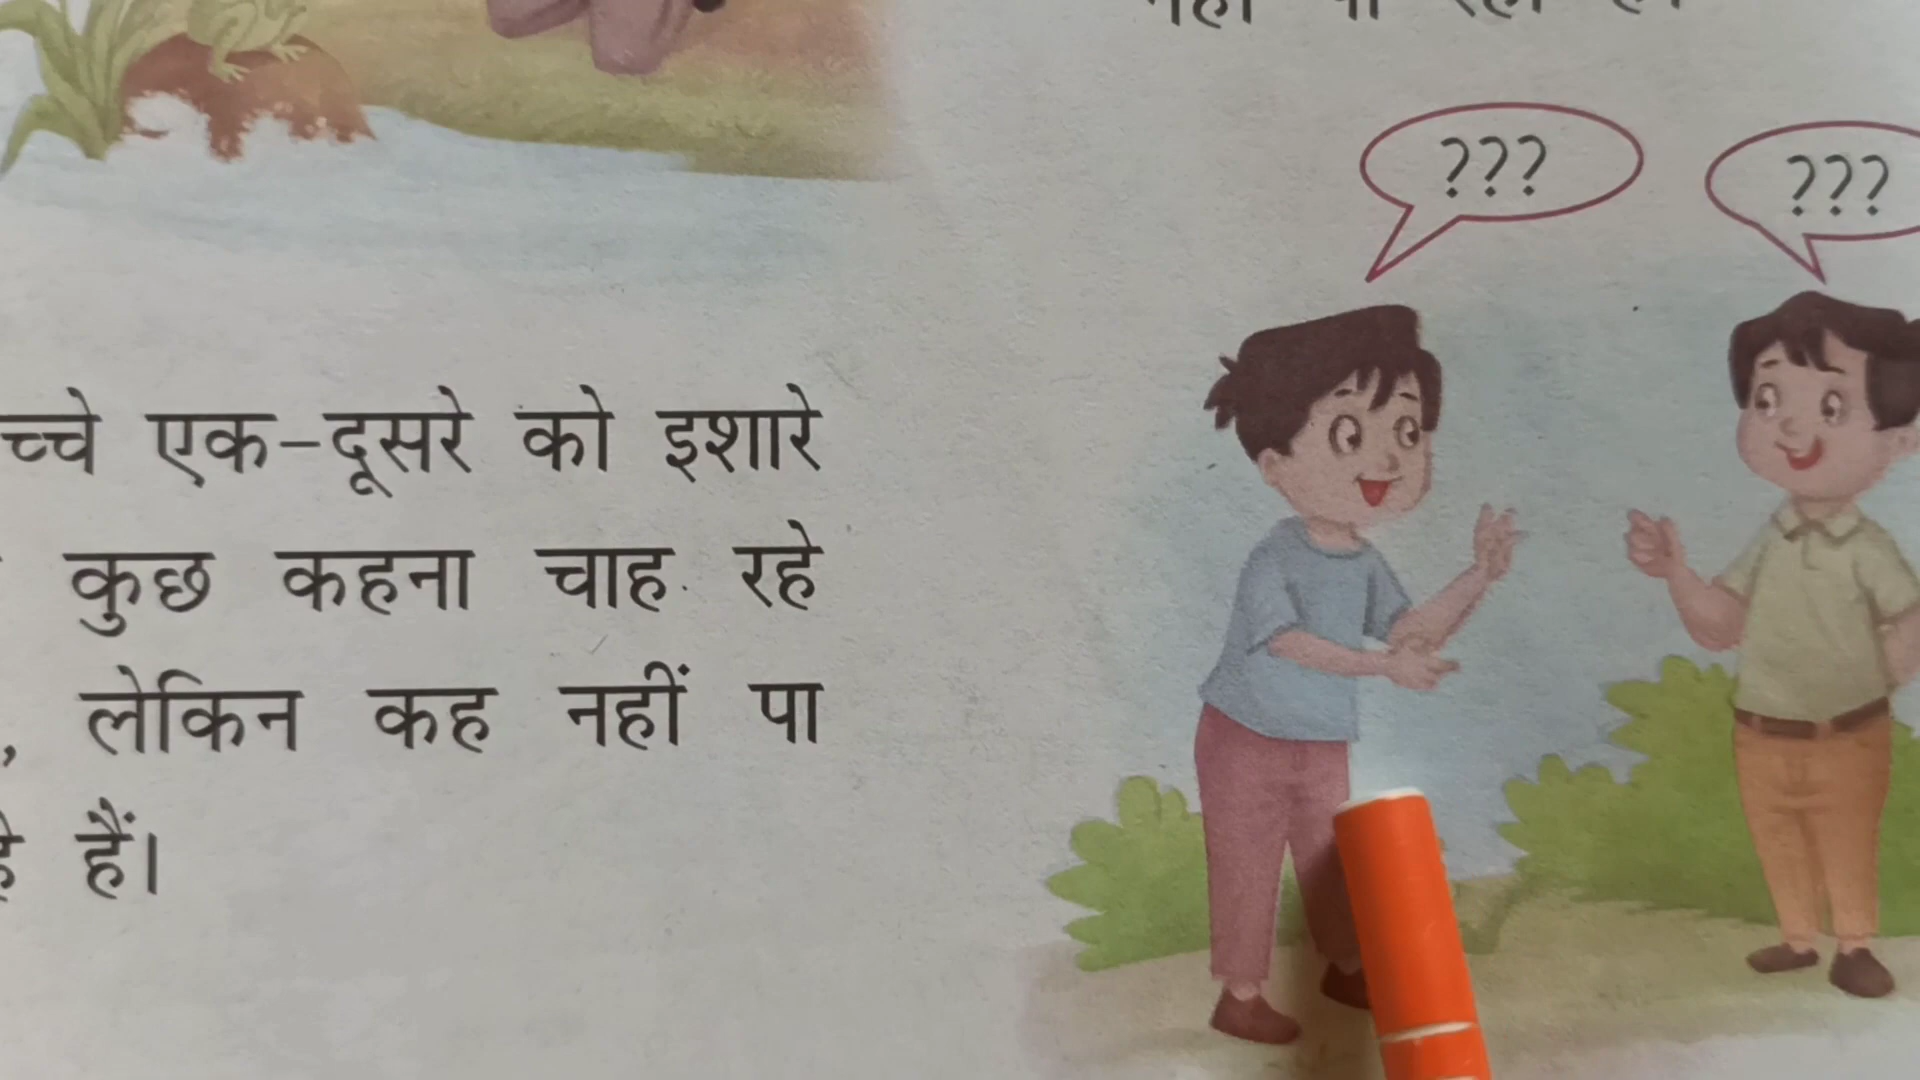 ???
???
एक-दूसरे को इशारे
कुछ कहना चाह रहे
, लेकिन कह नहीं पा
हैं।